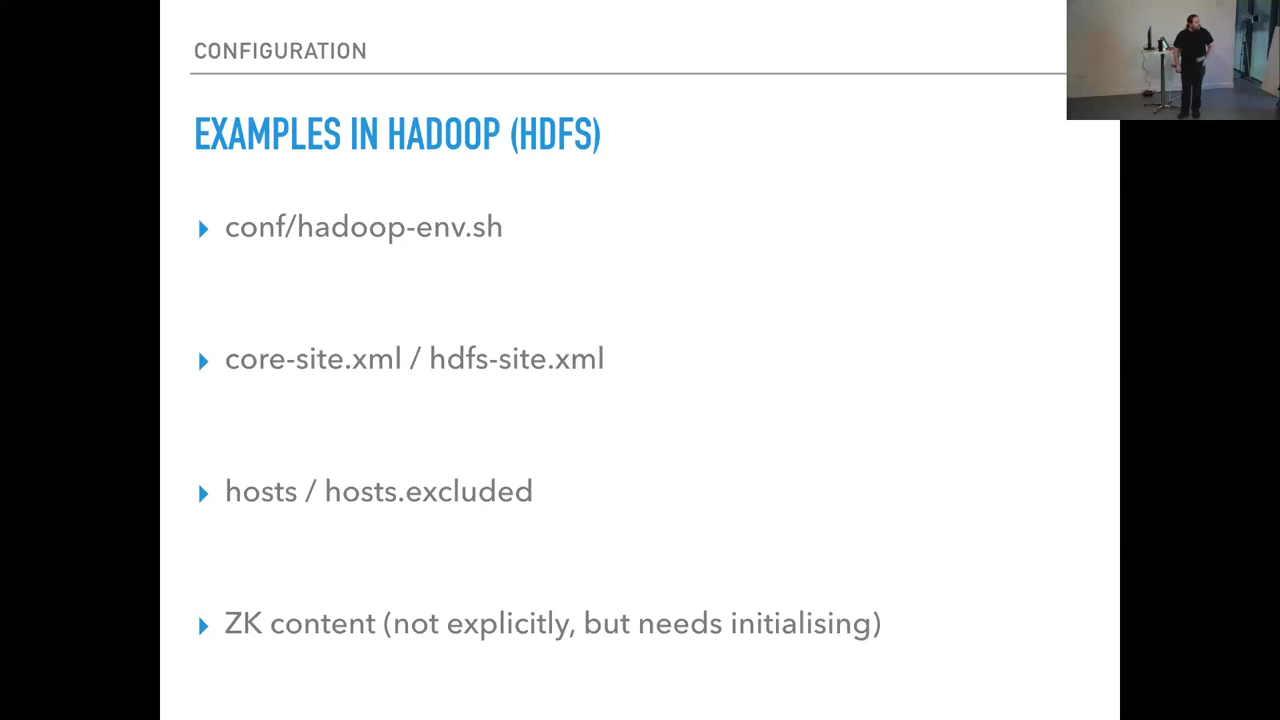 CONFIGURATION
EXAMPLES IN HADOOP (HDFS)
conf/hadoop-env.sh
core-site.xml / hdfs-site.xml
hosts / hosts.excluded
ZK content (not explicitly, but needs initialising)